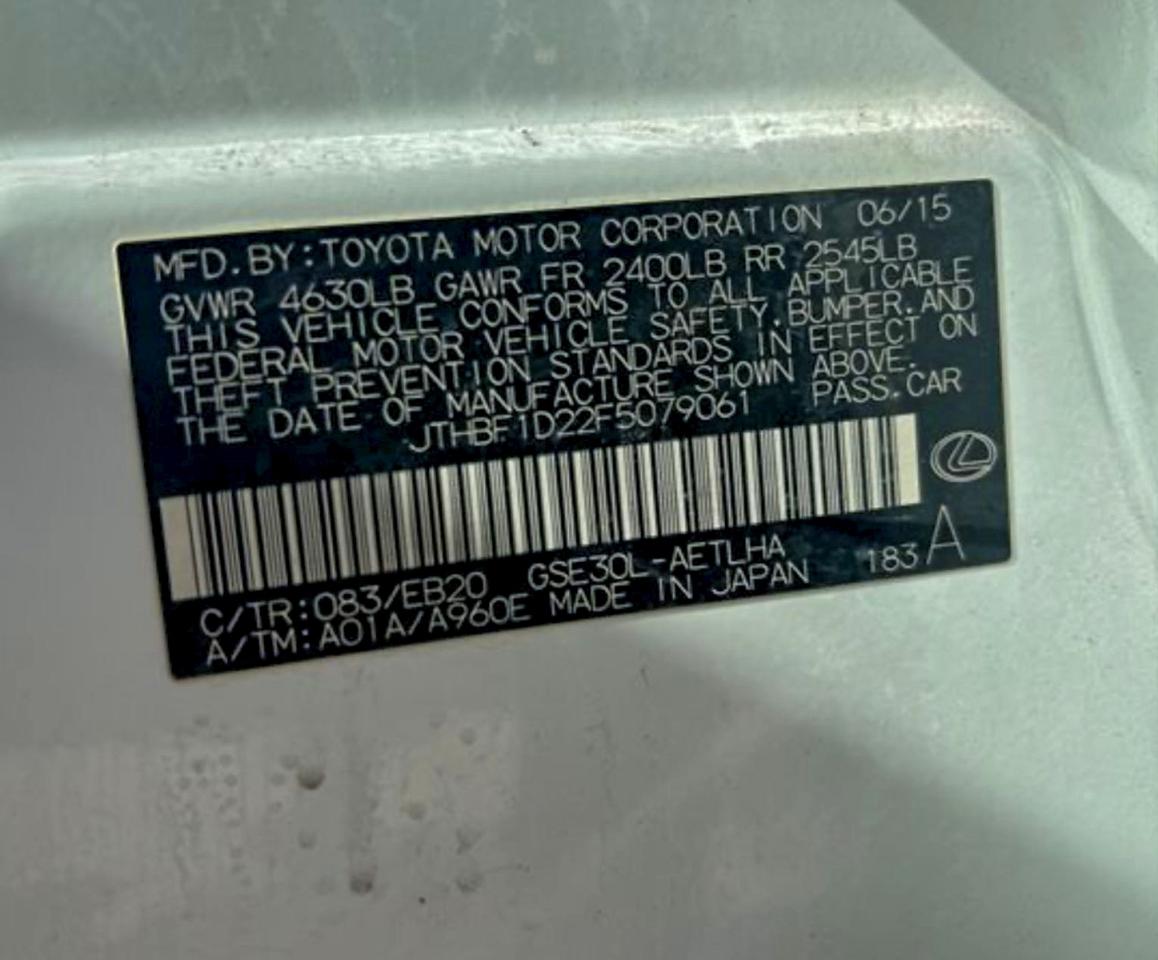 MFD.BY:TOYOTA MOTOR CORPORATION 06/15
GVWR 4630LB GAWR FR 2400LB RR 2545LB
THIS VEHICLE CONFORMS TO ALL APPLICABLE
FEDERAL MOTOR VEHICLE SAFETY,BUMPER,AND
THEFT PREVENTION STANDARDS IN EFFECT ON
THE DATE OF MANUFACTURE SHOWN ABOVE.
JTHBF1D22F5079061 PASS.CAR
C/TR:083/EB20 GSE30L-AETLHA
A/TM:A01A/A960E MADE IN JAPAN 183 A